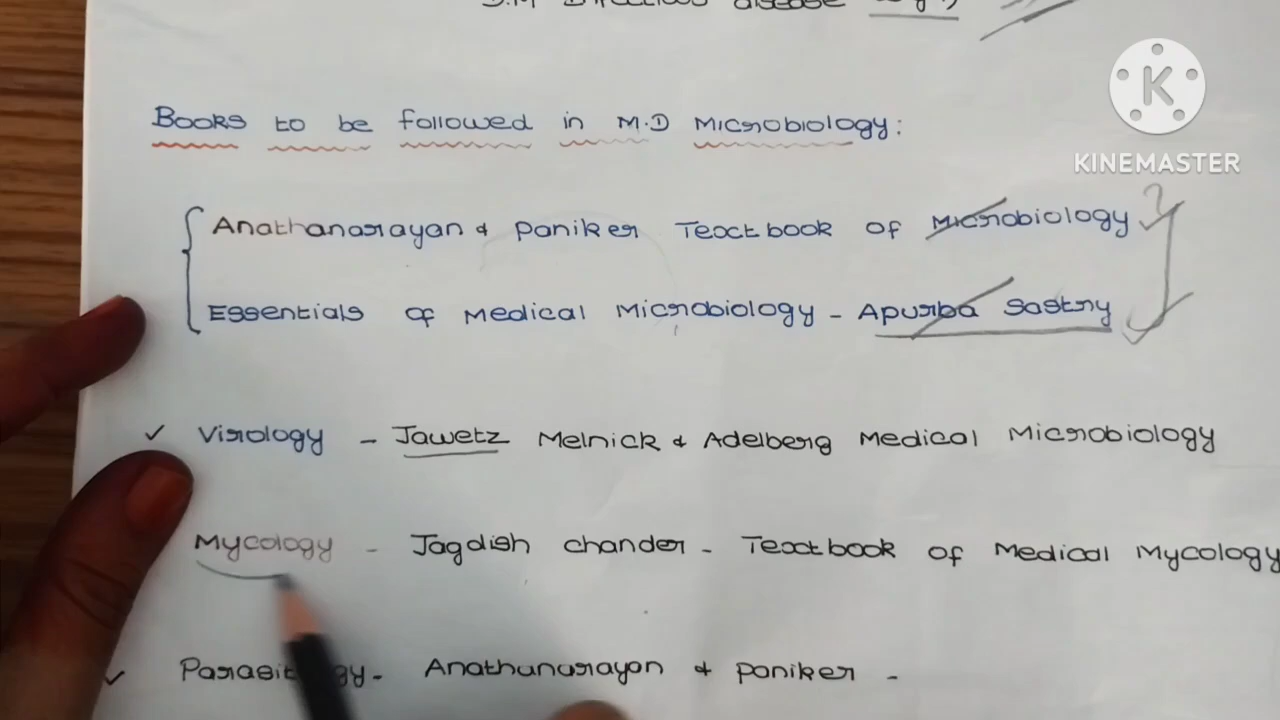 disease
BOOKS to be followed in M.D Microbiology:
KINEMASTER
Anathanarayan & Paniker Textbook of Microbiology
Essentials of Medical Microbiology - Apurba Sastry
Virology - Jawetz Melnick & Adelberg Medical Microbiology
Mycology - Jagdish chander - Textbook of Medical Mycology
Anathanarayan & Paniker -